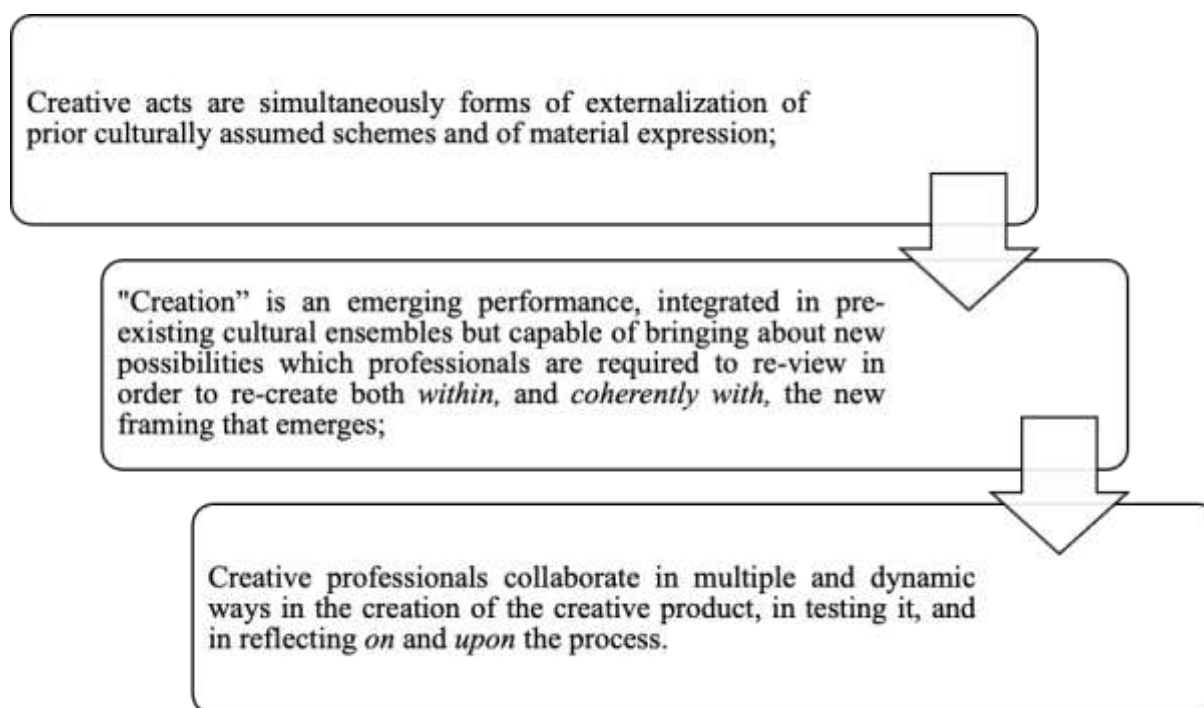 Creative acts are simultaneously forms of externalization of
prior culturally assumed schemes and of material expression;
"Creation” is an emerging performance, integrated in pre-
existing cultural ensembles but capable of bringing about new
possibilities which professionals are required to re-view in
order to re-create both within, and coherently with, the new
framing that emerges;
Creative professionals collaborate in multiple and dynamic
ways in the creation of the creative product, in testing it, and
in reflecting on and upon the process.